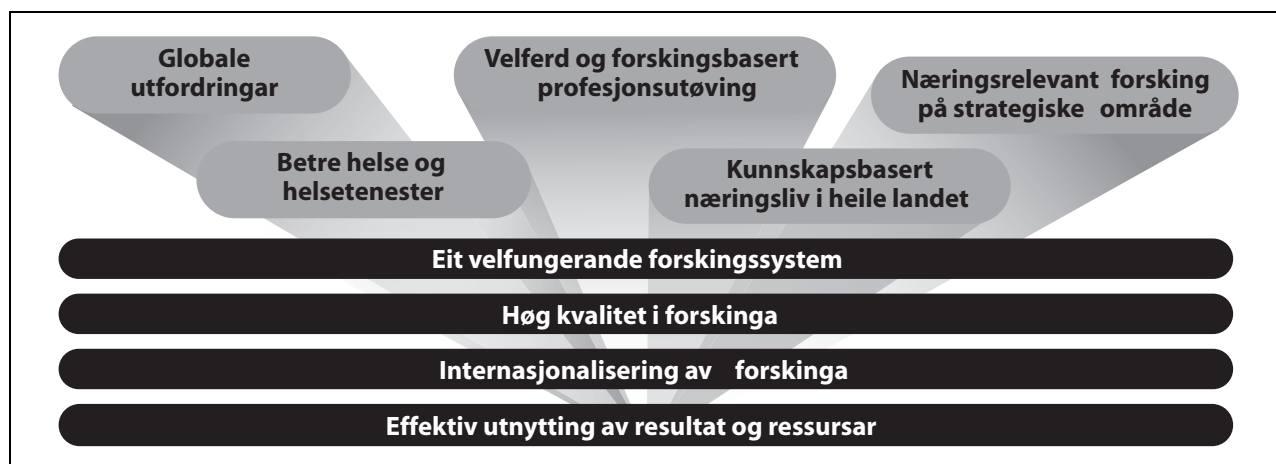 Globale
utfordringar
Velferd og forskingsbasert
profesjonsutøving
Næringsrelevant forsking
på strategiske område
Betre helse og
helsetenester
Kunnskapsbasert
næringsliv i heile landet
Eit velfungerande forskingssystem
Høg kvalitet i forskinga
Internasjonalisering av forskinga
Effektiv utnytting av resultat og ressursar